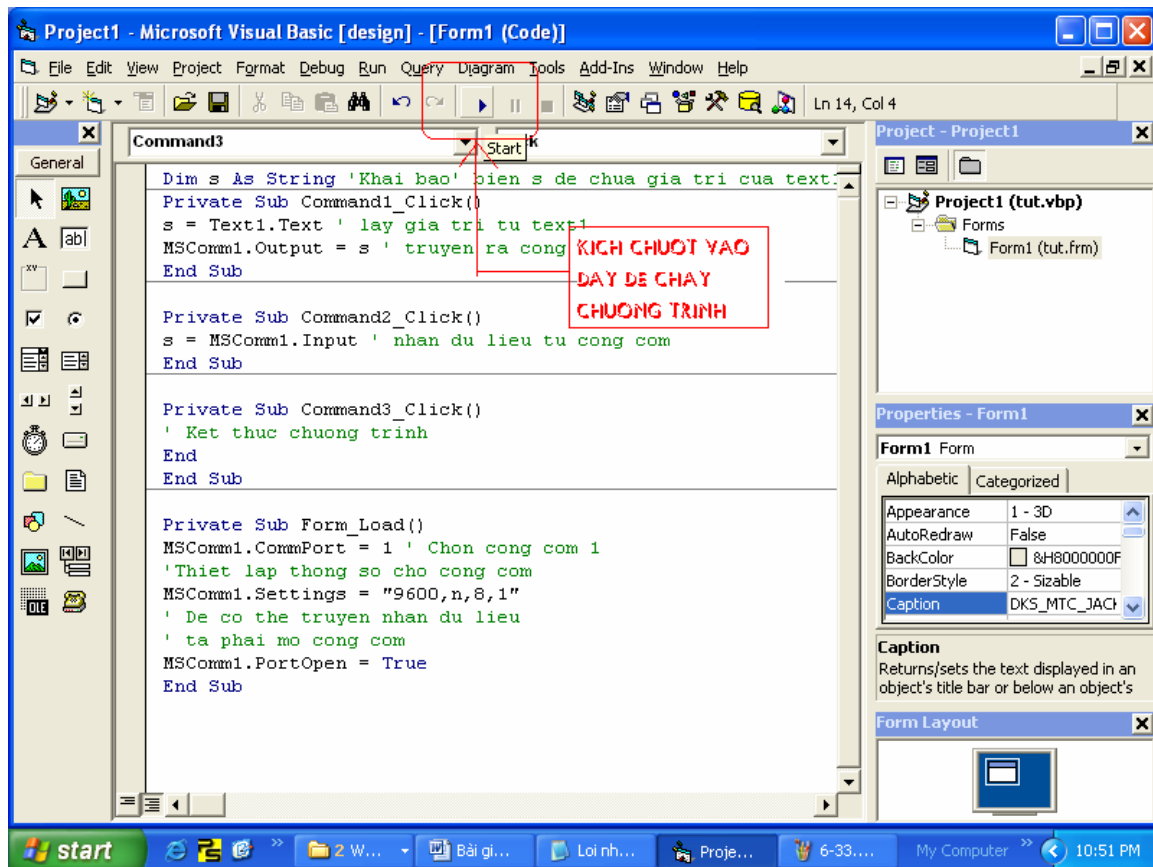 Project1 - Microsoft Visual Basic [design] - [Form1 (Code)]
File Edit View Project Format Debug Run Query Diagram Tools Add-Ins Window Help
Ln 14, Col 4
General
Command3
Start
Dim s As String 'Khai bao' bien s de chua gia tri cua text1
Private Sub Command1_Click()
s = Text1.Text ' lay gia tri tu text1
MSComm1.Output = s ' truyen ra cong
End Sub
KICH CHUOT VAO
DAY DE CHAY
CHUONG TRINH
Private Sub Command2_Click()
s = MSComm1.Input ' nhan du lieu tu cong com
End Sub
Private Sub Command3_Click()
' Ket thuc chuong trinh
End
End Sub
Private Sub Form_Load()
MSComm1.CommPort = 1 ' Chon cong com 1
'Thiet lap thong so cho cong com
MSComm1.Settings = "9600,n,8,1"
' De co the truyen nhan du lieu
' ta phai mo cong com
MSComm1.PortOpen = True
End Sub
Project - Project1
Project1 (tut.vbp)
Forms
Form1 (tut.frm)
Properties - Form1
Form1 Form
Alphabetic Categorized
Appearance 1 - 3D
AutoRedraw False
BackColor &H8000000F
BorderStyle 2 - Sizable
Caption DKS_MTC_JACK
Caption
Returns/sets the text displayed in an
object's title bar or below an object's
Form Layout
start
2 W...
Bài gi...
Loi nh...
Proje...
6-33....
My Computer
10:51 PM